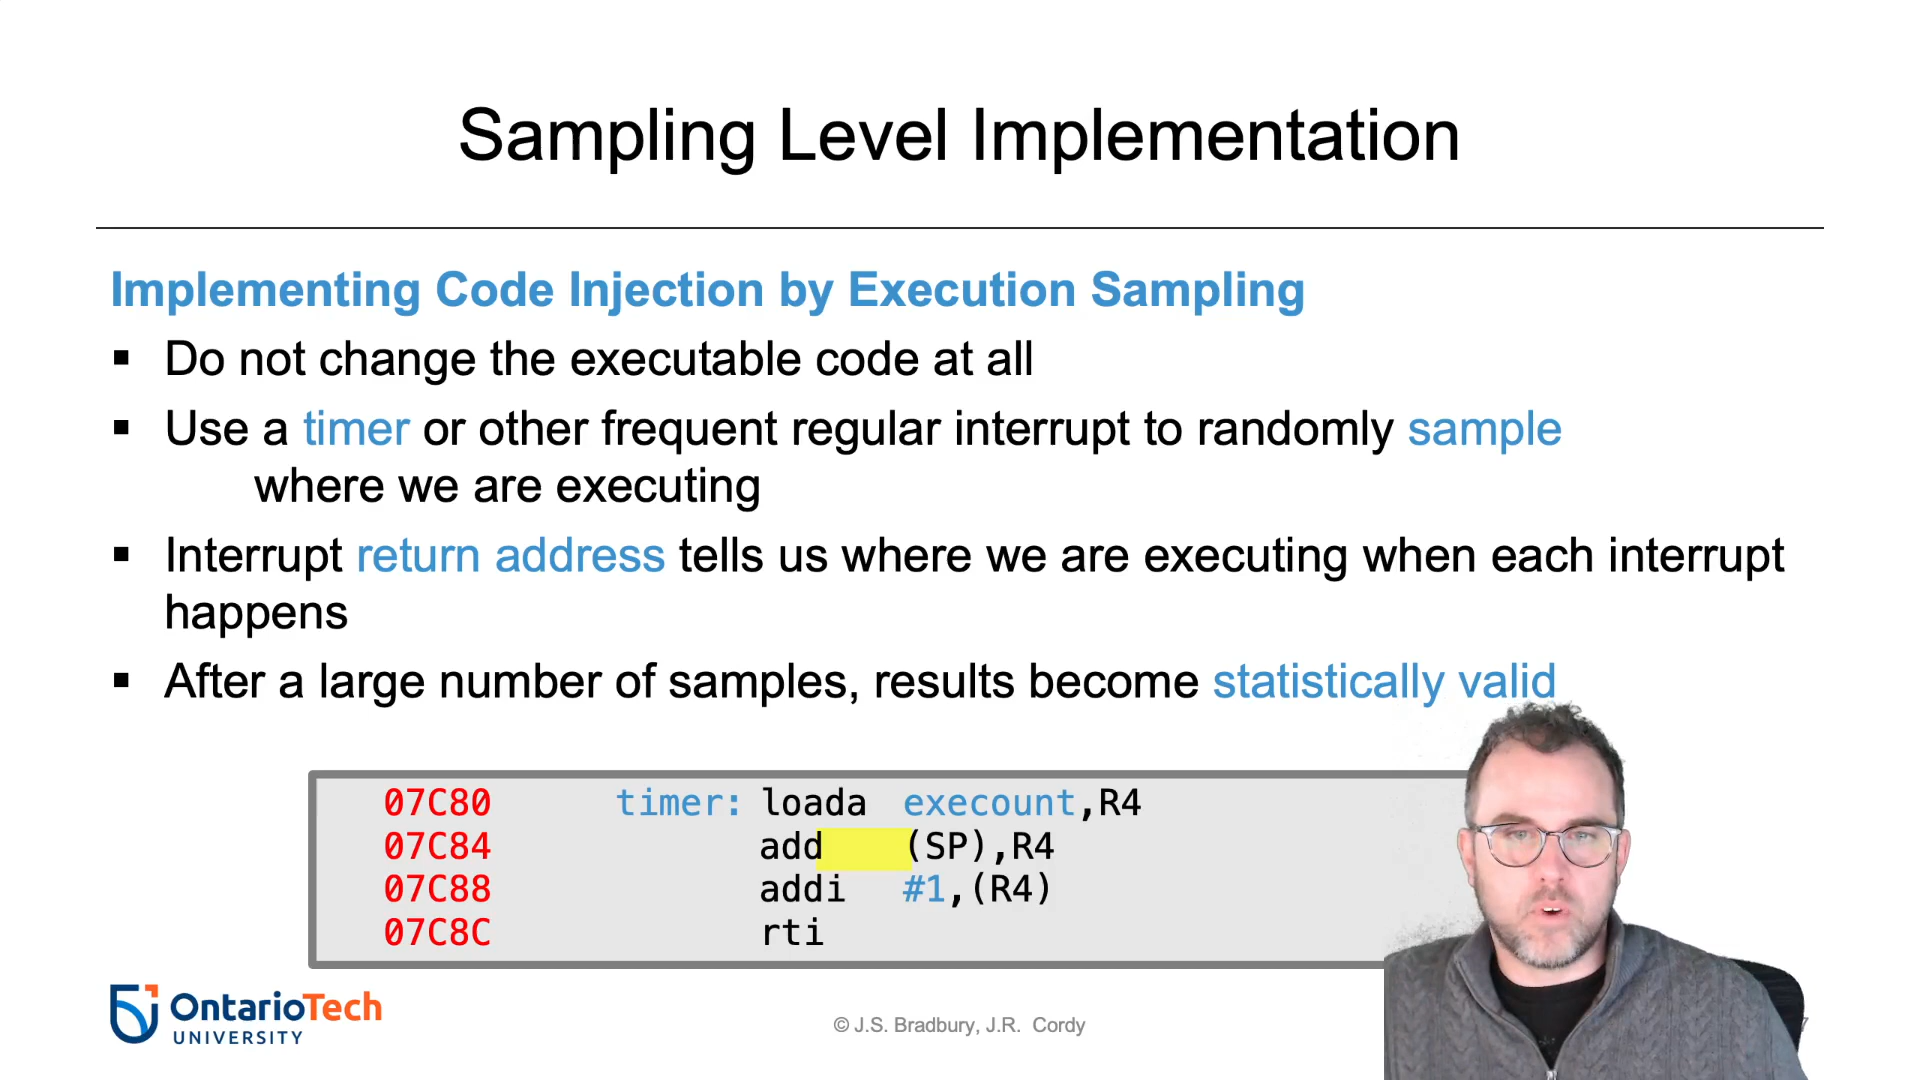 Sampling Level Implementation
Implementing Code Injection by Execution Sampling
▪ Do not change the executable code at all
▪ Use a timer or other frequent regular interrupt to randomly sample
where we are executing
▪ Interrupt return address tells us where we are executing when each interrupt
happens
▪ After a large number of samples, results become statistically valid
07C80 timer: loada execount,R4
07C84 add (SP),R4
07C88 addi #1,(R4)
07C8C rti
OntarioTech
UNIVERSITY
© J.S. Bradbury, J.R. Cordy